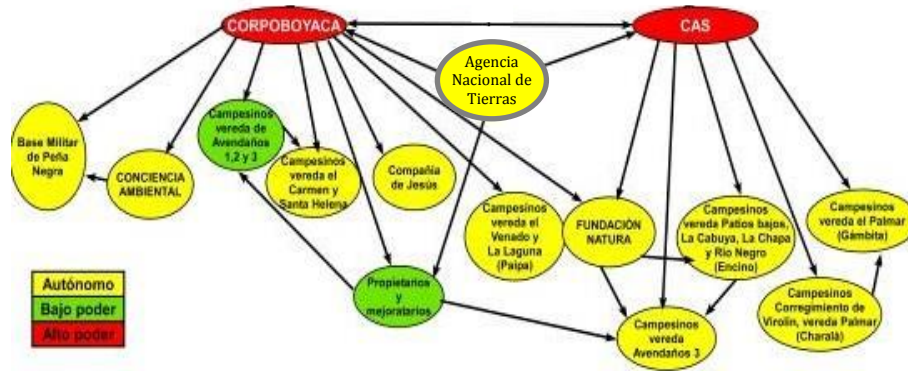 CORPOBOYACA
CAS
Agencia
Nacional de
Tierras
Base Militar
de Peña
Negra
CONCIENCIA
AMBIENTAL
Campesinos
vereda de
Avendaños
1,2 y 3
Campesinos
vereda el
Carmen y
Santa Helena
Compañía
de Jesús
Campesinos
vereda el
Venado y
La Laguna
(Paipa)
FUNDACIÓN
NATURA
Campesinos
vereda Patios bajos,
La Cabuya, La Chapa
y Río Negro
(Encino)
Campesinos
vereda el Palmar
(Gámbita)
Propietarios
y
mejoratarios
Campesinos
vereda
Avendaños 3
Campesinos
Corregimiento de
Virolín, vereda Palmar
(Charalá)
Autónomo
Bajo poder
Alto poder